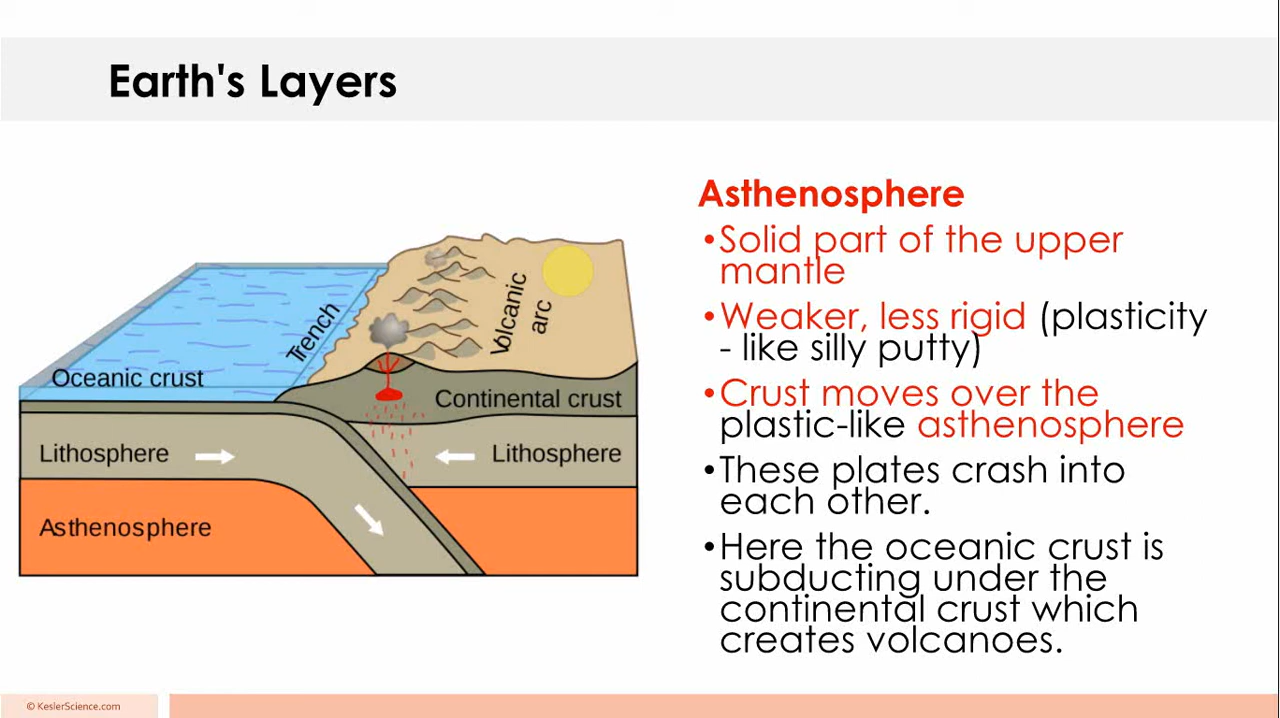 Earth's Layers
Asthenosphere
•Solid part of the upper
mantle
•Weaker, less rigid (plasticity
- like silly putty)
•Crust moves over the
plastic-like asthenosphere
•These plates crash into
each other.
•Here the oceanic crust is
subducting under the
continental crust which
creates volcanoes.
Trench
Volcanic
arc
Oceanic crust
Continental crust
Lithosphere
Lithosphere
Asthenosphere
© KeslerScience.com